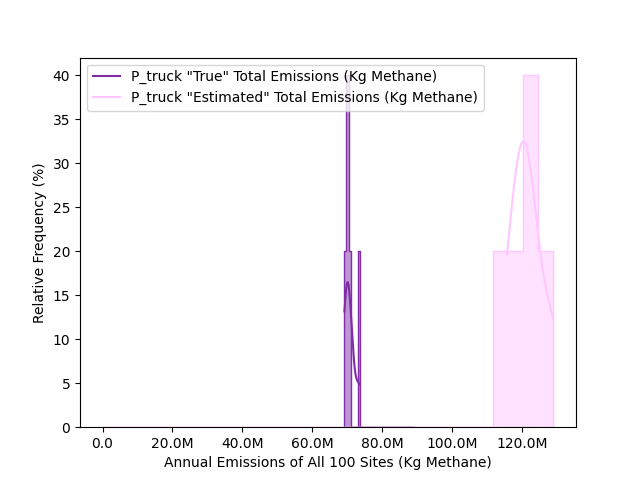 P_truck "True" Total Emissions (Kg Methane)
P_truck "Estimated" Total Emissions (Kg Methane)
40
35
30
25
20
15
10
5
0
Relative Frequency (%)
0.0 20.0M 40.0M 60.0M 80.0M 100.0M 120.0M
Annual Emissions of All 100 Sites (Kg Methane)